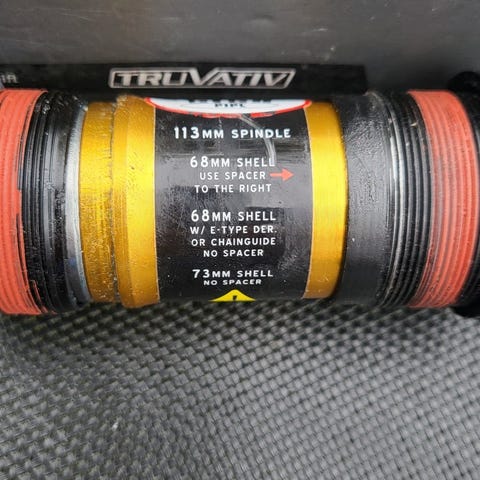 TRUVATIV
PIPE
113MM SPINDLE
68MM SHELL
USE SPACER →
TO THE RIGHT
68MM SHELL
W/ E-TYPE DER.
OR CHAINGUIDE
NO SPACER
73MM SHELL
NO SPACER